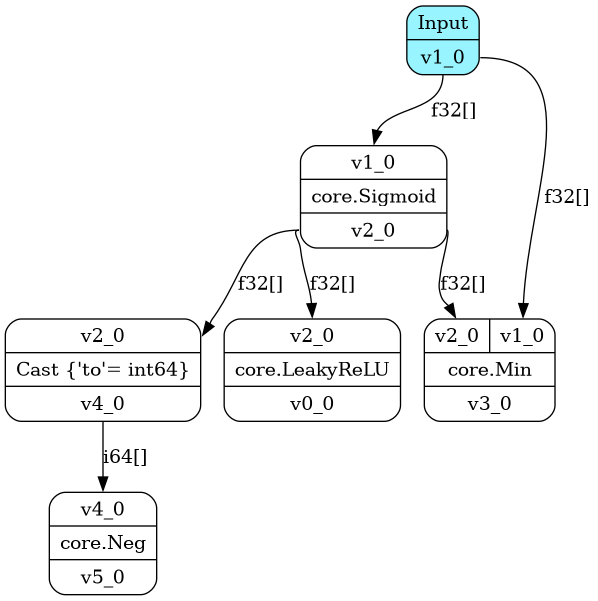 Input
v1_0
f32[]
v1_0
core.Sigmoid
v2_0
f32[]
f32[]
f32[]
f32[]
v2_0
Cast {'to'= int64}
v4_0
v2_0
core.LeakyReLU
v0_0
v2_0 v1_0
core.Min
v3_0
i64[]
v4_0
core.Neg
v5_0